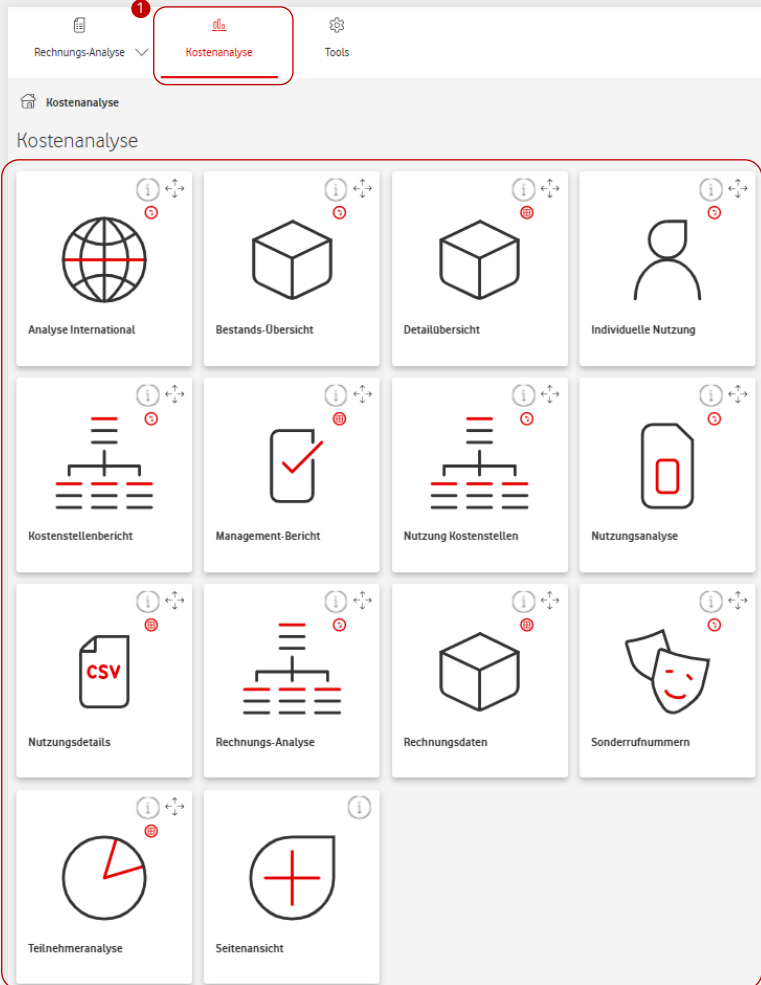 1
Rechnungs-Analyse
Kostenanalyse
Tools
Kostenanalyse
Kostenanalyse
Analyse International
Bestands-Übersicht
Detailübersicht
Individuelle Nutzung
Kostenstellenbericht
Management-Bericht
Nutzung Kostenstellen
Nutzungsanalyse
CSV
Nutzungsdetails
Rechnungs-Analyse
Rechnungsdaten
Sonderrufnummern
Teilnehmeranalyse
Seitenansicht